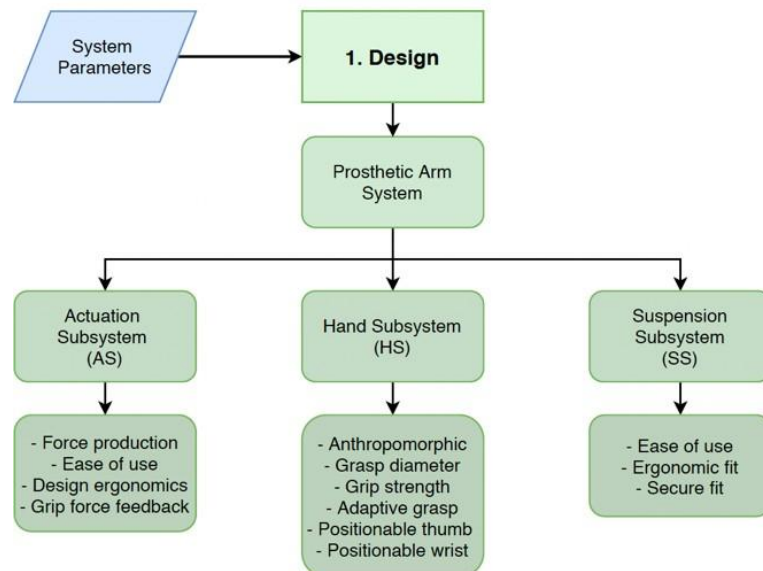 System
Parameters
1. Design
Prosthetic Arm
System
Actuation
Subsystem
(AS)
Hand Subsystem
(HS)
Suspension
Subsystem
(SS)
- Force production
- Ease of use
- Design ergonomics
- Grip force feedback
- Anthropomorphic
- Grasp diameter
- Grip strength
- Adaptive grasp
- Positionable thumb
- Positionable wrist
- Ease of use
- Ergonomic fit
- Secure fit